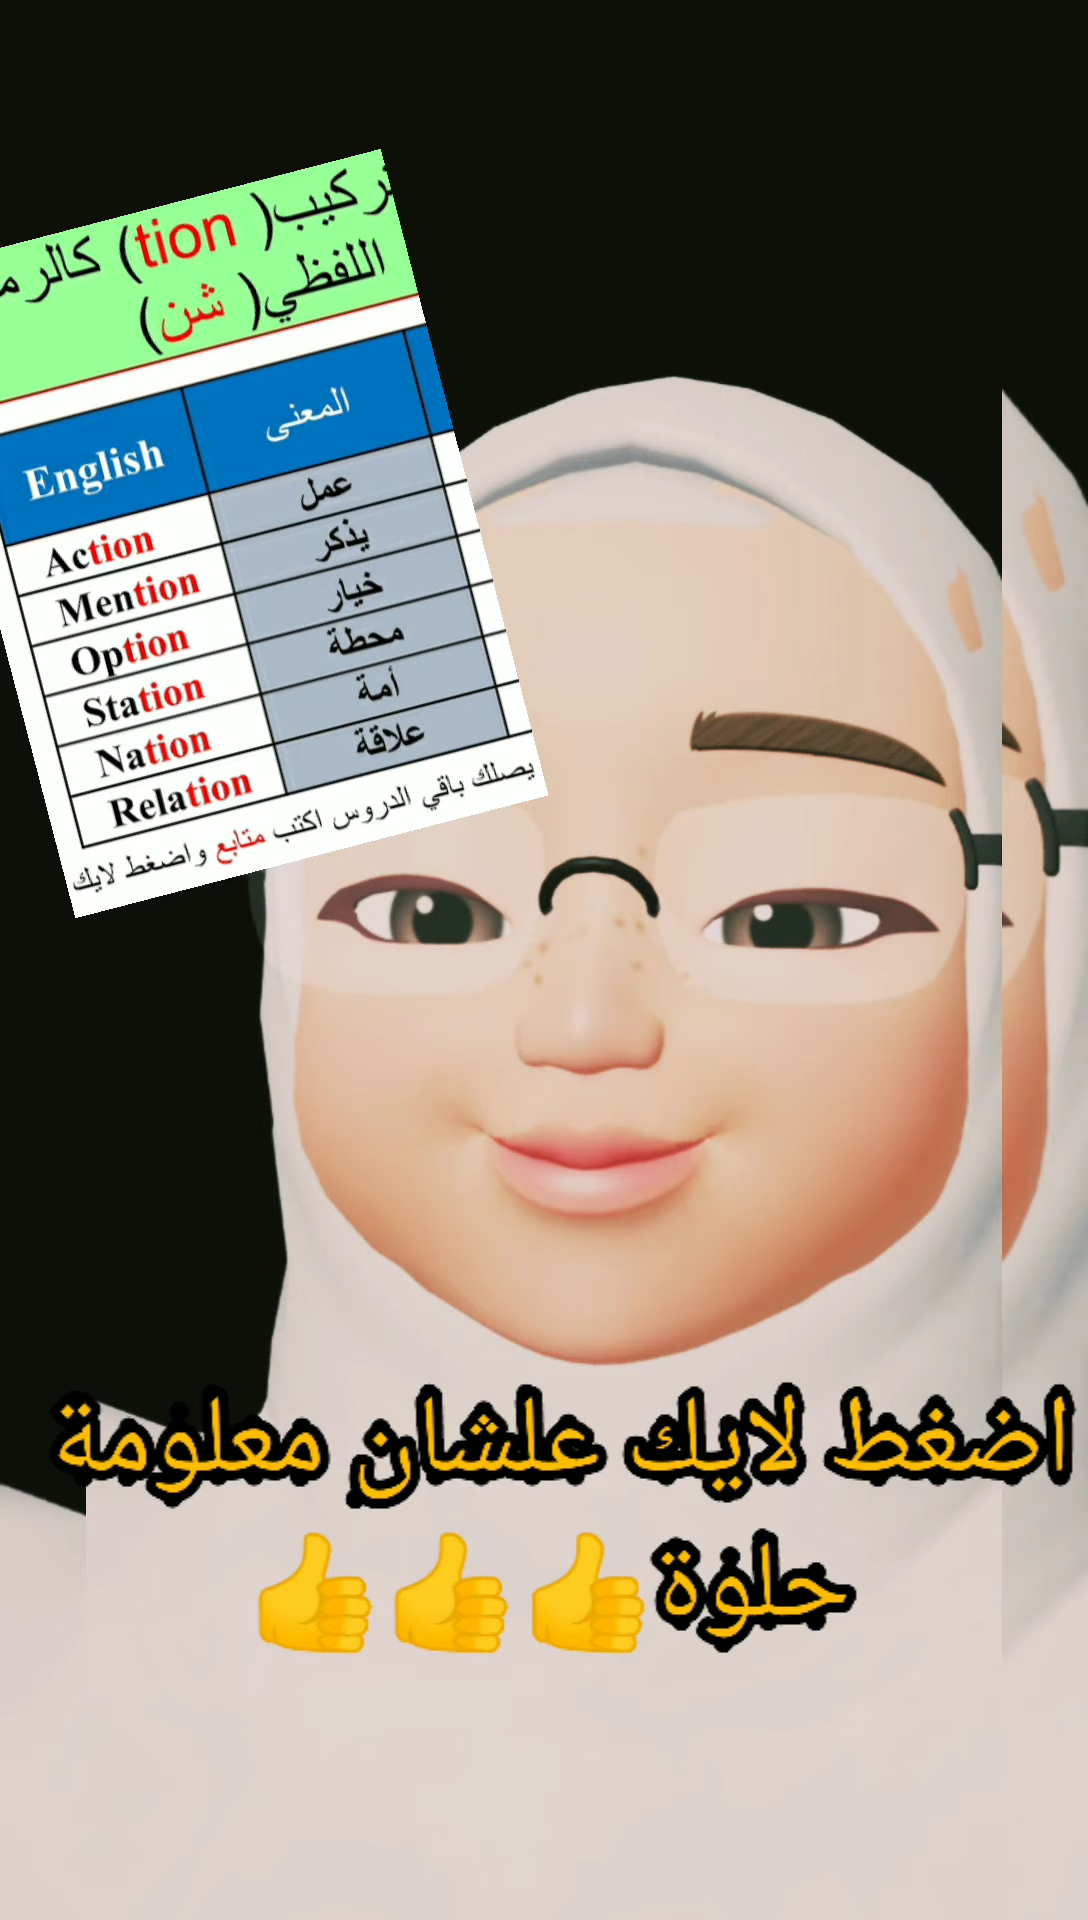 تركيب( tion) كالرم
اللفظي( شن)
English المعنى
Action عمل
Mention يذكر
Option خيار
Station محطة
Nation أمة
Relation علاقة
يصلك باقي الدروس اكتب متابع واضغط لايك
اضغط لايك علشان معلومة
حلوة👍👍👍